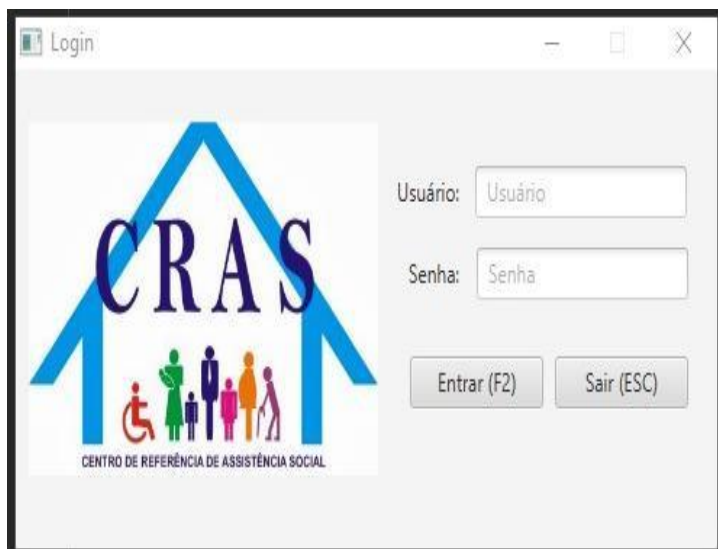 Login
CRAS
CENTRO DE REFERÊNCIA DE ASSISTÊNCIA SOCIAL
Usuário: Usuário
Senha: Senha
Entrar (F2) Sair (ESC)